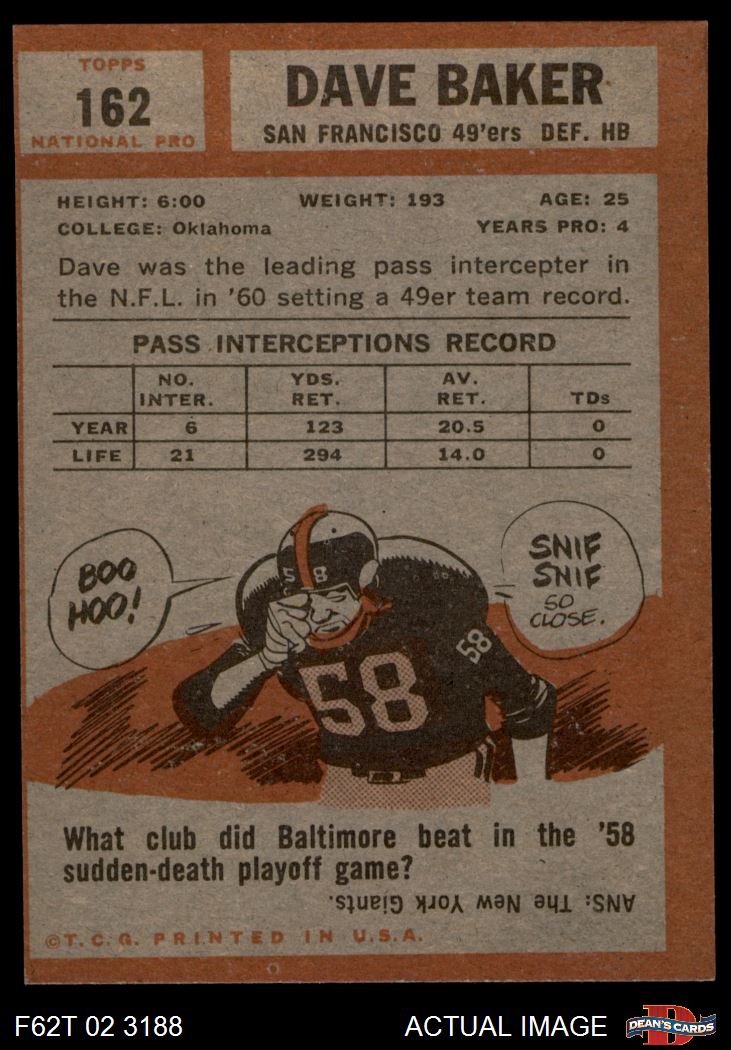 TOPPS
162
NATIONAL PRO
DAVE BAKER
SAN FRANCISCO 49'ers DEF. HB
HEIGHT: 6:00 WEIGHT: 193 AGE: 25
COLLEGE: Oklahoma YEARS PRO: 4
Dave was the leading pass intercepter in
the N.F.L. in '60 setting a 49er team record.
PASS INTERCEPTIONS RECORD
NO. INTER. YDS. RET. AV. RET. TDs
YEAR 6 123 20.5 0
LIFE 21 294 14.0 0
BOO
HOO!
SNIF
SNIF
SO
CLOSE.
58
58
58
What club did Baltimore beat in the '58
sudden-death playoff game?
ANS: The New York Giants.
©T.C.G. PRINTED IN U.S.A.
F62T 02 3188 ACTUAL IMAGE
D
DEAN'S CARDS